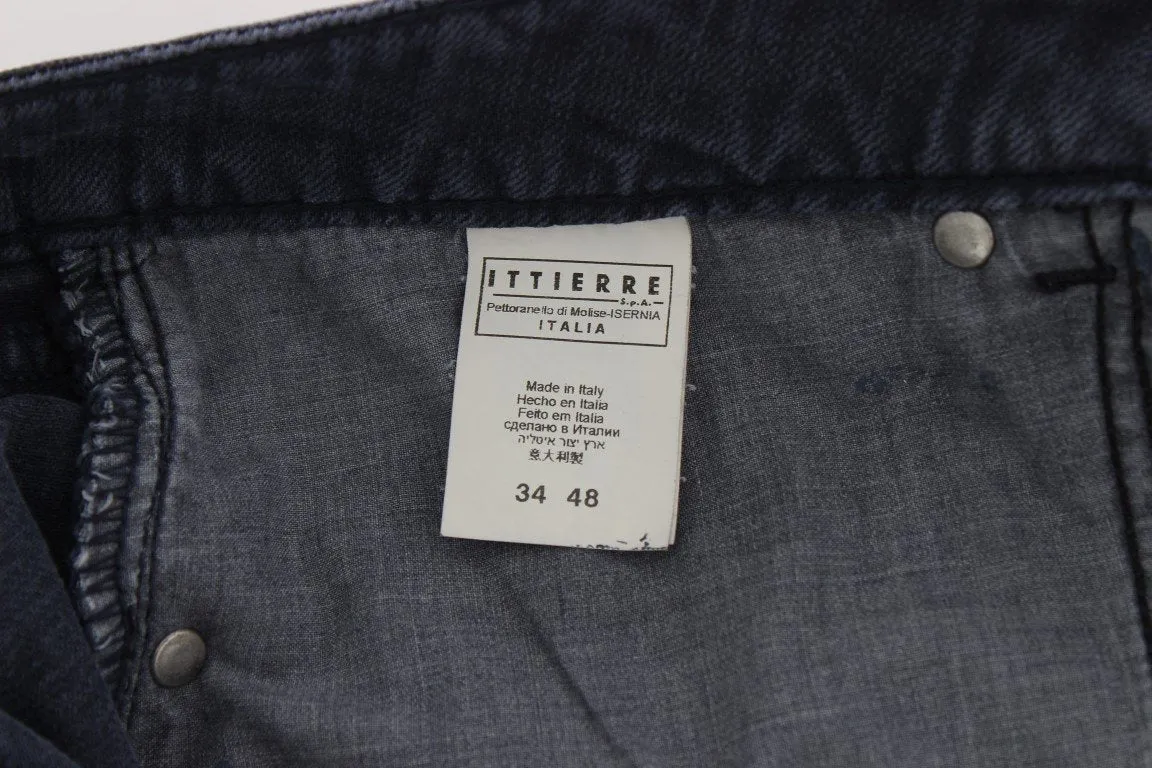 ITTIERRE
S.p.A.
Pettoranello di Molise-ISERNIA
ITALIA
Made in Italy
Hecho en Italia
Feito em Italia
сделано в Италии
ארץ יצור איטליה
意大利製
34 48